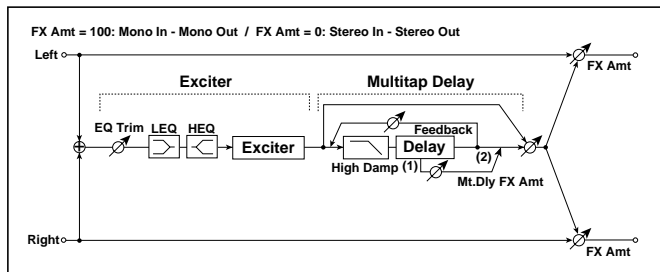 FX Amt = 100: Mono In - Mono Out / FX Amt = 0: Stereo In - Stereo Out
Left
FX Amt
Exciter
Multitap Delay
EQ Trim
LEQ
HEQ
Exciter
Feedback
High Damp
Delay
(1)
(2)
Mt.Dly FX Amt
Right
FX Amt